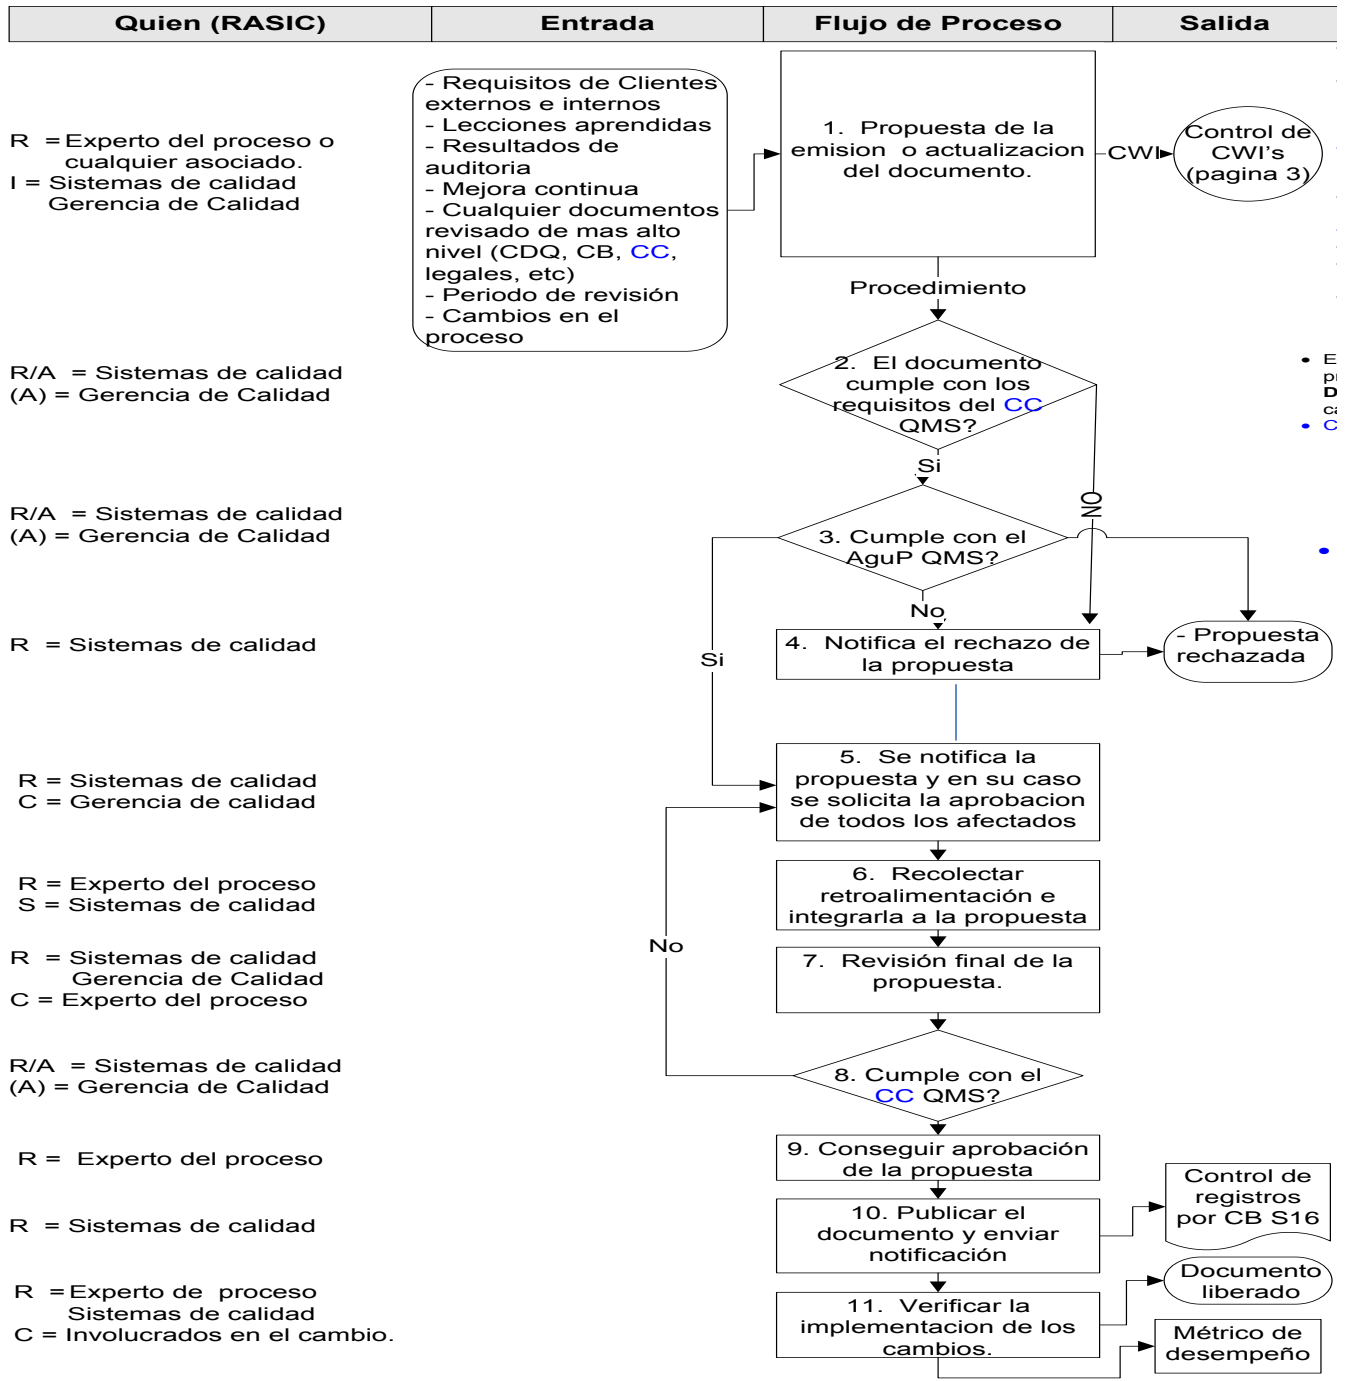 Quien (RASIC)
Entrada
Flujo de Proceso
Salida
R = Experto del proceso o
cualquier asociado.
I = Sistemas de calidad
Gerencia de Calidad
- Requisitos de Clientes
externos e internos
- Lecciones aprendidas
- Resultados de
auditoria
- Mejora continua
- Cualquier documentos
revisado de mas alto
nivel (CDQ, CB, CC,
legales, etc)
- Periodo de revisión
- Cambios en el
proceso
1. Propuesta de la
emision o actualizacion
del documento.
CWI
Control de
CWI's
(pagina 3)
Procedimiento
R/A = Sistemas de calidad
(A) = Gerencia de Calidad
2. El documento
cumple con los
requisitos del CC
QMS?
Si
NO
R/A = Sistemas de calidad
(A) = Gerencia de Calidad
3. Cumple con el
AguP QMS?
No
Si
R = Sistemas de calidad
4. Notifica el rechazo de
la propuesta
- Propuesta
rechazada
R = Sistemas de calidad
C = Gerencia de calidad
5. Se notifica la
propuesta y en su caso
se solicita la aprobacion
de todos los afectados
R = Experto del proceso
S = Sistemas de calidad
6. Recolectar
retroalimentación e
integrarla a la propuesta
No
R = Sistemas de calidad
Gerencia de Calidad
C = Experto del proceso
7. Revisión final de la
propuesta.
R/A = Sistemas de calidad
(A) = Gerencia de Calidad
8. Cumple con el
CC QMS?
R = Experto del proceso
9. Conseguir aprobación
de la propuesta
R = Sistemas de calidad
10. Publicar el
documento y enviar
notificación
Control de
registros
por CB S16
R = Experto de proceso
Sistemas de calidad
C = Involucrados en el cambio.
11. Verificar la
implementacion de los
cambios.
Documento
liberado
Métrico de
desempeño